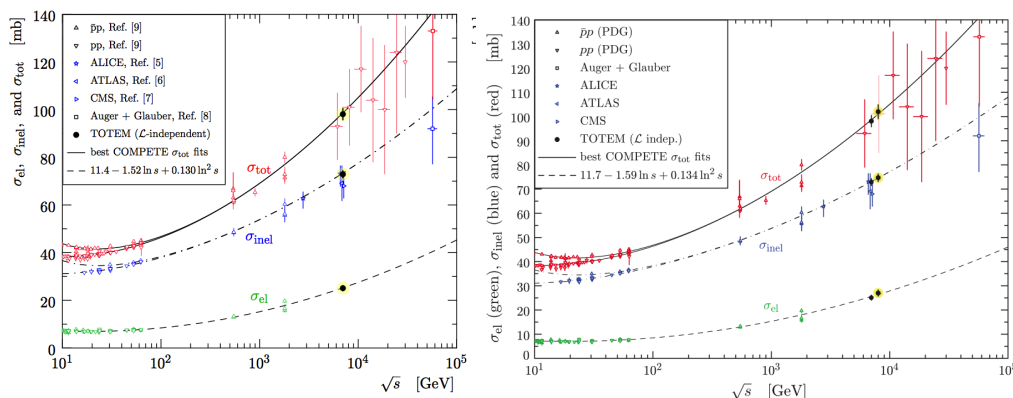 σel, σinel, and σtot [mb]
140
120
100
80
60
40
20
0
p̄p, Ref. [9]
pp, Ref. [9]
ALICE, Ref. [5]
ATLAS, Ref. [6]
CMS, Ref. [7]
Auger + Glauber, Ref. [8]
TOTEM (ℒ-independent)
best COMPETE σtot fits
11.4 − 1.52 ln s + 0.130 ln² s
σtot
σinel
σel
10¹ 10² 10³ 10⁴ 10⁵
√s [GeV]
σel (green), σinel (blue) and σtot (red) [mb]
140
130
120
110
100
90
80
70
60
50
40
30
20
10
0
p̄p (PDG)
pp (PDG)
Auger + Glauber
ALICE
ATLAS
CMS
TOTEM (ℒ indep.)
best COMPETE σtot fits
11.7 − 1.59 ln s + 0.134 ln² s
σtot
σinel
σel
10¹ 10² 10³ 10⁴ 10⁵
√s [GeV]